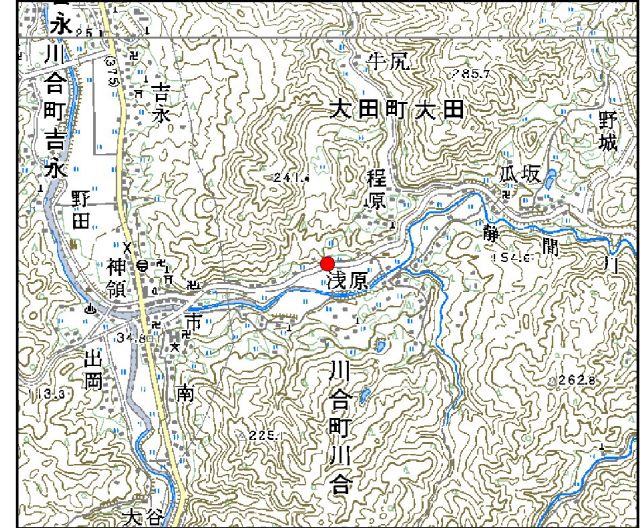 吉永
川合町吉永
375
吉永
牛尻
285.7
大田町大田
野城
瓜坂
程原
241.4
野田
静間川
154.6
神領
浅原
市
34.8
出岡
南
川合町川合
262.8
225.
13.3
大谷